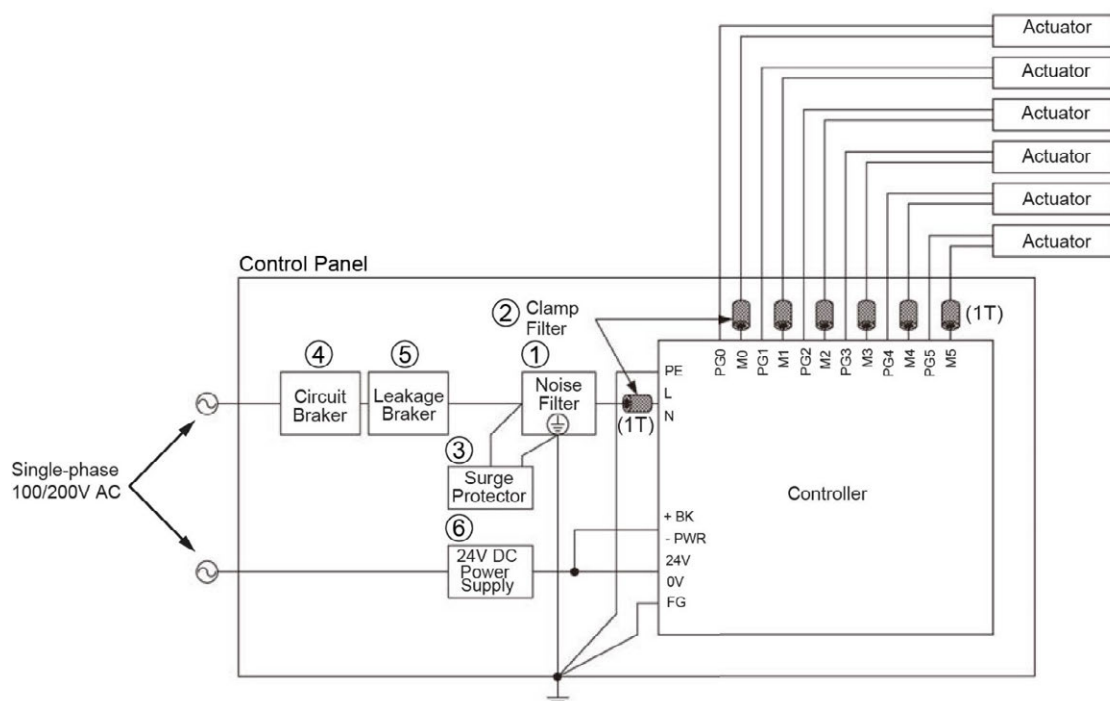 Actuator
Actuator
Actuator
Actuator
Actuator
Actuator
Control Panel
② Clamp
Filter
(1T)
PG0
M0
PG1
M1
PG2
M2
PG3
M3
PG4
M4
PG5
M5
④
⑤
①
Circuit
Braker
Leakage
Braker
Noise
Filter
(1T)
PE
L
N
③
Surge
Protector
Single-phase
100/200V AC
Controller
⑥
24V DC
Power
Supply
+ BK
- PWR
24V
0V
FG